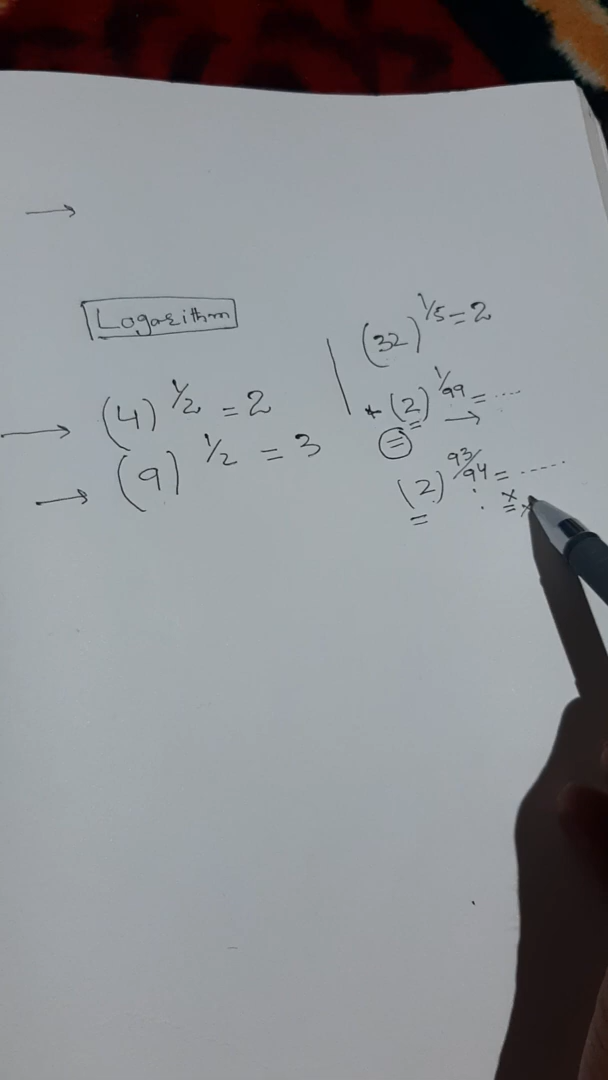 Logarithm
(4)^1/2 = 2
(9)^1/2 = 3
(32)^1/5 = 2
(2)^1/99 = ....
=
(2)^93/94 = ......